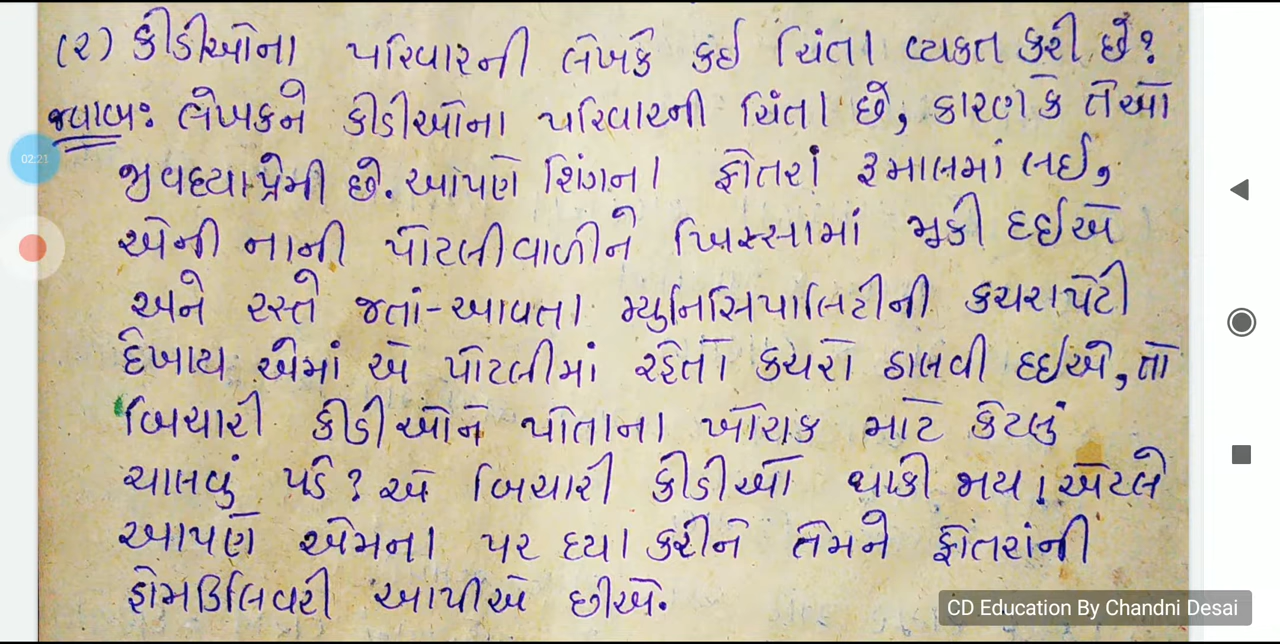 (૨) કીડીઓના પરિવારની લેખકે કઈ ચિંતા વ્યક્ત કરી છે?
જવાબ: લેખકને કીડીઓના પરિવારની ચિંતા છે, કારણ કે તેઓ
02:21
જીવદયાપ્રેમી છે. આપણે શિંગના ફોતરાં રૂમાલમાં લઈ,
એની નાની પોટલીવાળીને ખિસ્સામાં મૂકી દઈએ
અને રસ્તે જતાં-આવતા મ્યુનિસિપાલિટીની કચરાપેટી
દેખાય એમાં એ પોટલીમાં રહેતો કચરો ઠાલવી દઈએ, તો
બિચારી કીડીઓને પોતાના ખોરાક માટે કેટલું
ચાલવું પડે? એ બિચારી કીડીઓ થાકી જાય! એટલે
આપણે એમના પર દયા કરીને તેમને ફોતરાંની
હોમડિલિવરી આપીએ છીએ.
CD Education By Chandni Desai